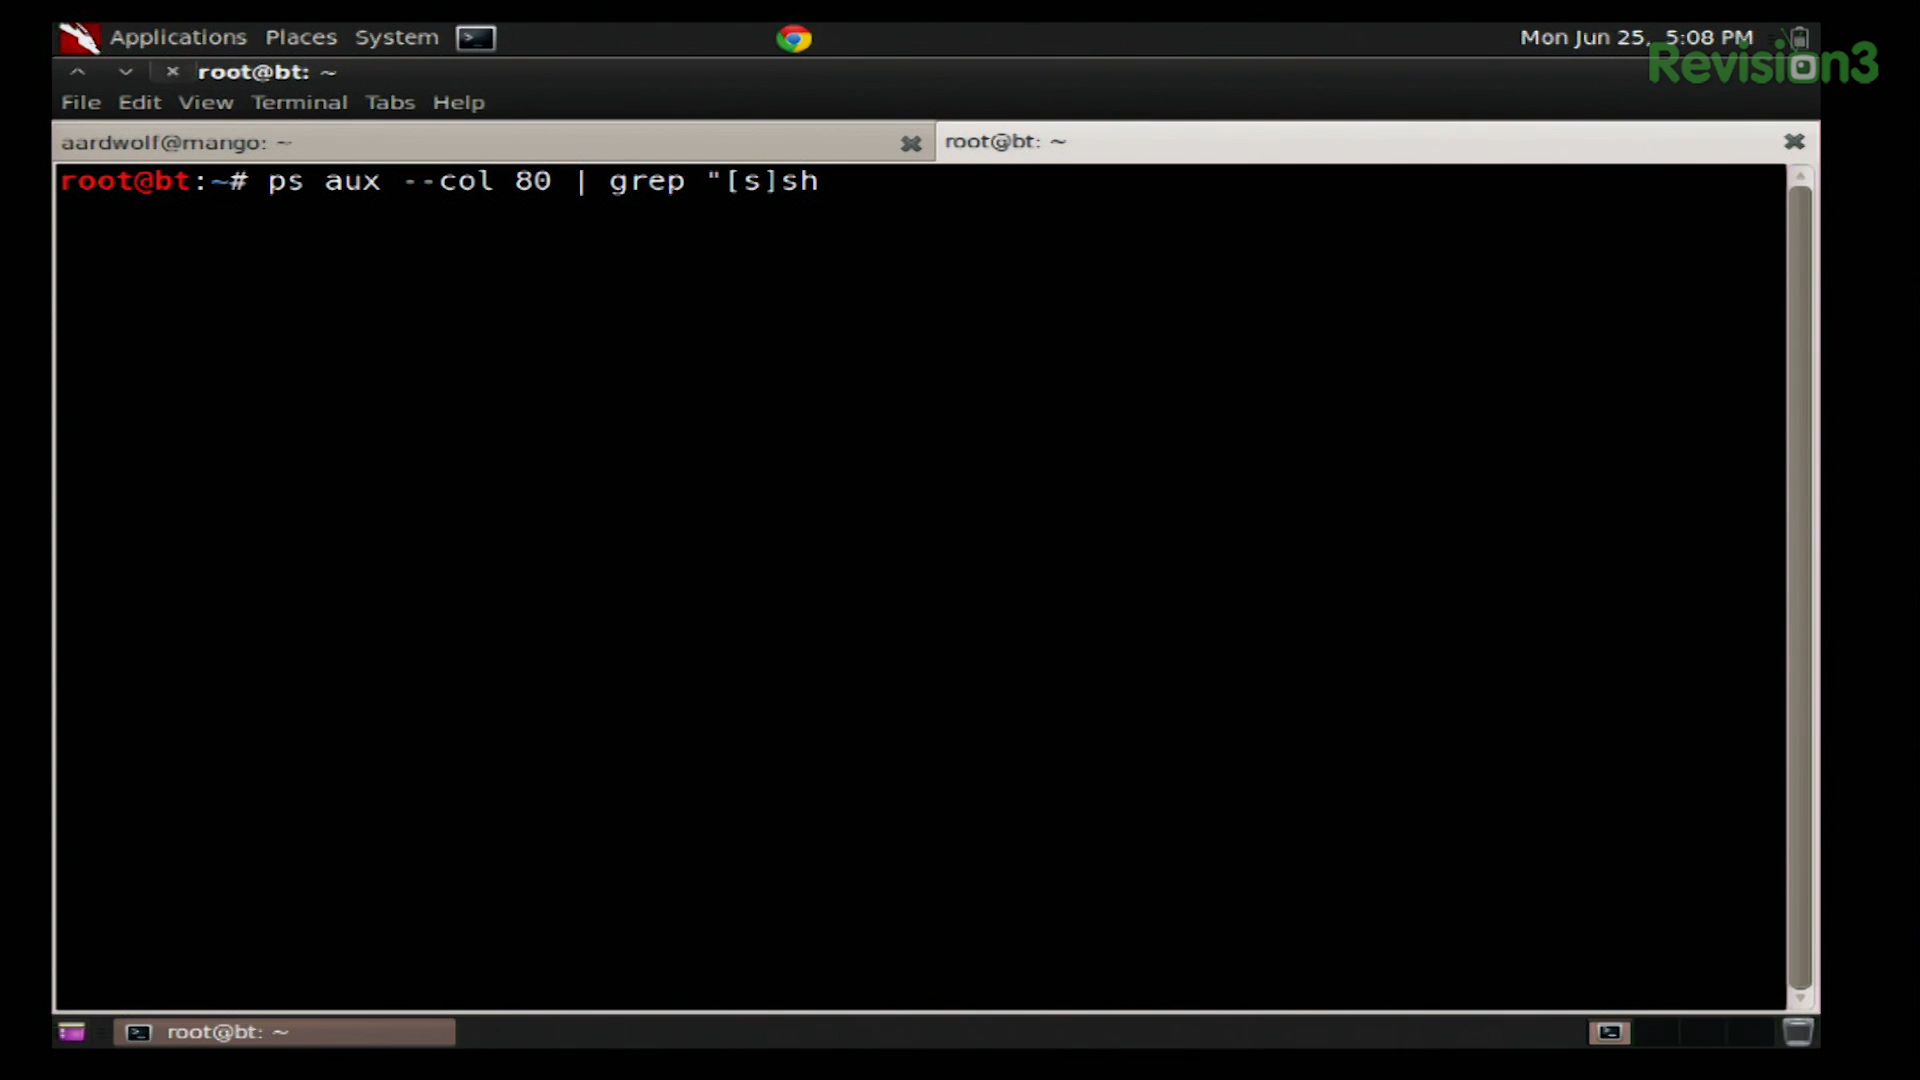 Applications Places System
Mon Jun 25, 5:08 PM
Revision3
root@bt: ~
File Edit View Terminal Tabs Help
aardwolf@mango: ~
root@bt: ~
root@bt:~# ps aux --col 80 | grep "[s]sh
root@bt: ~